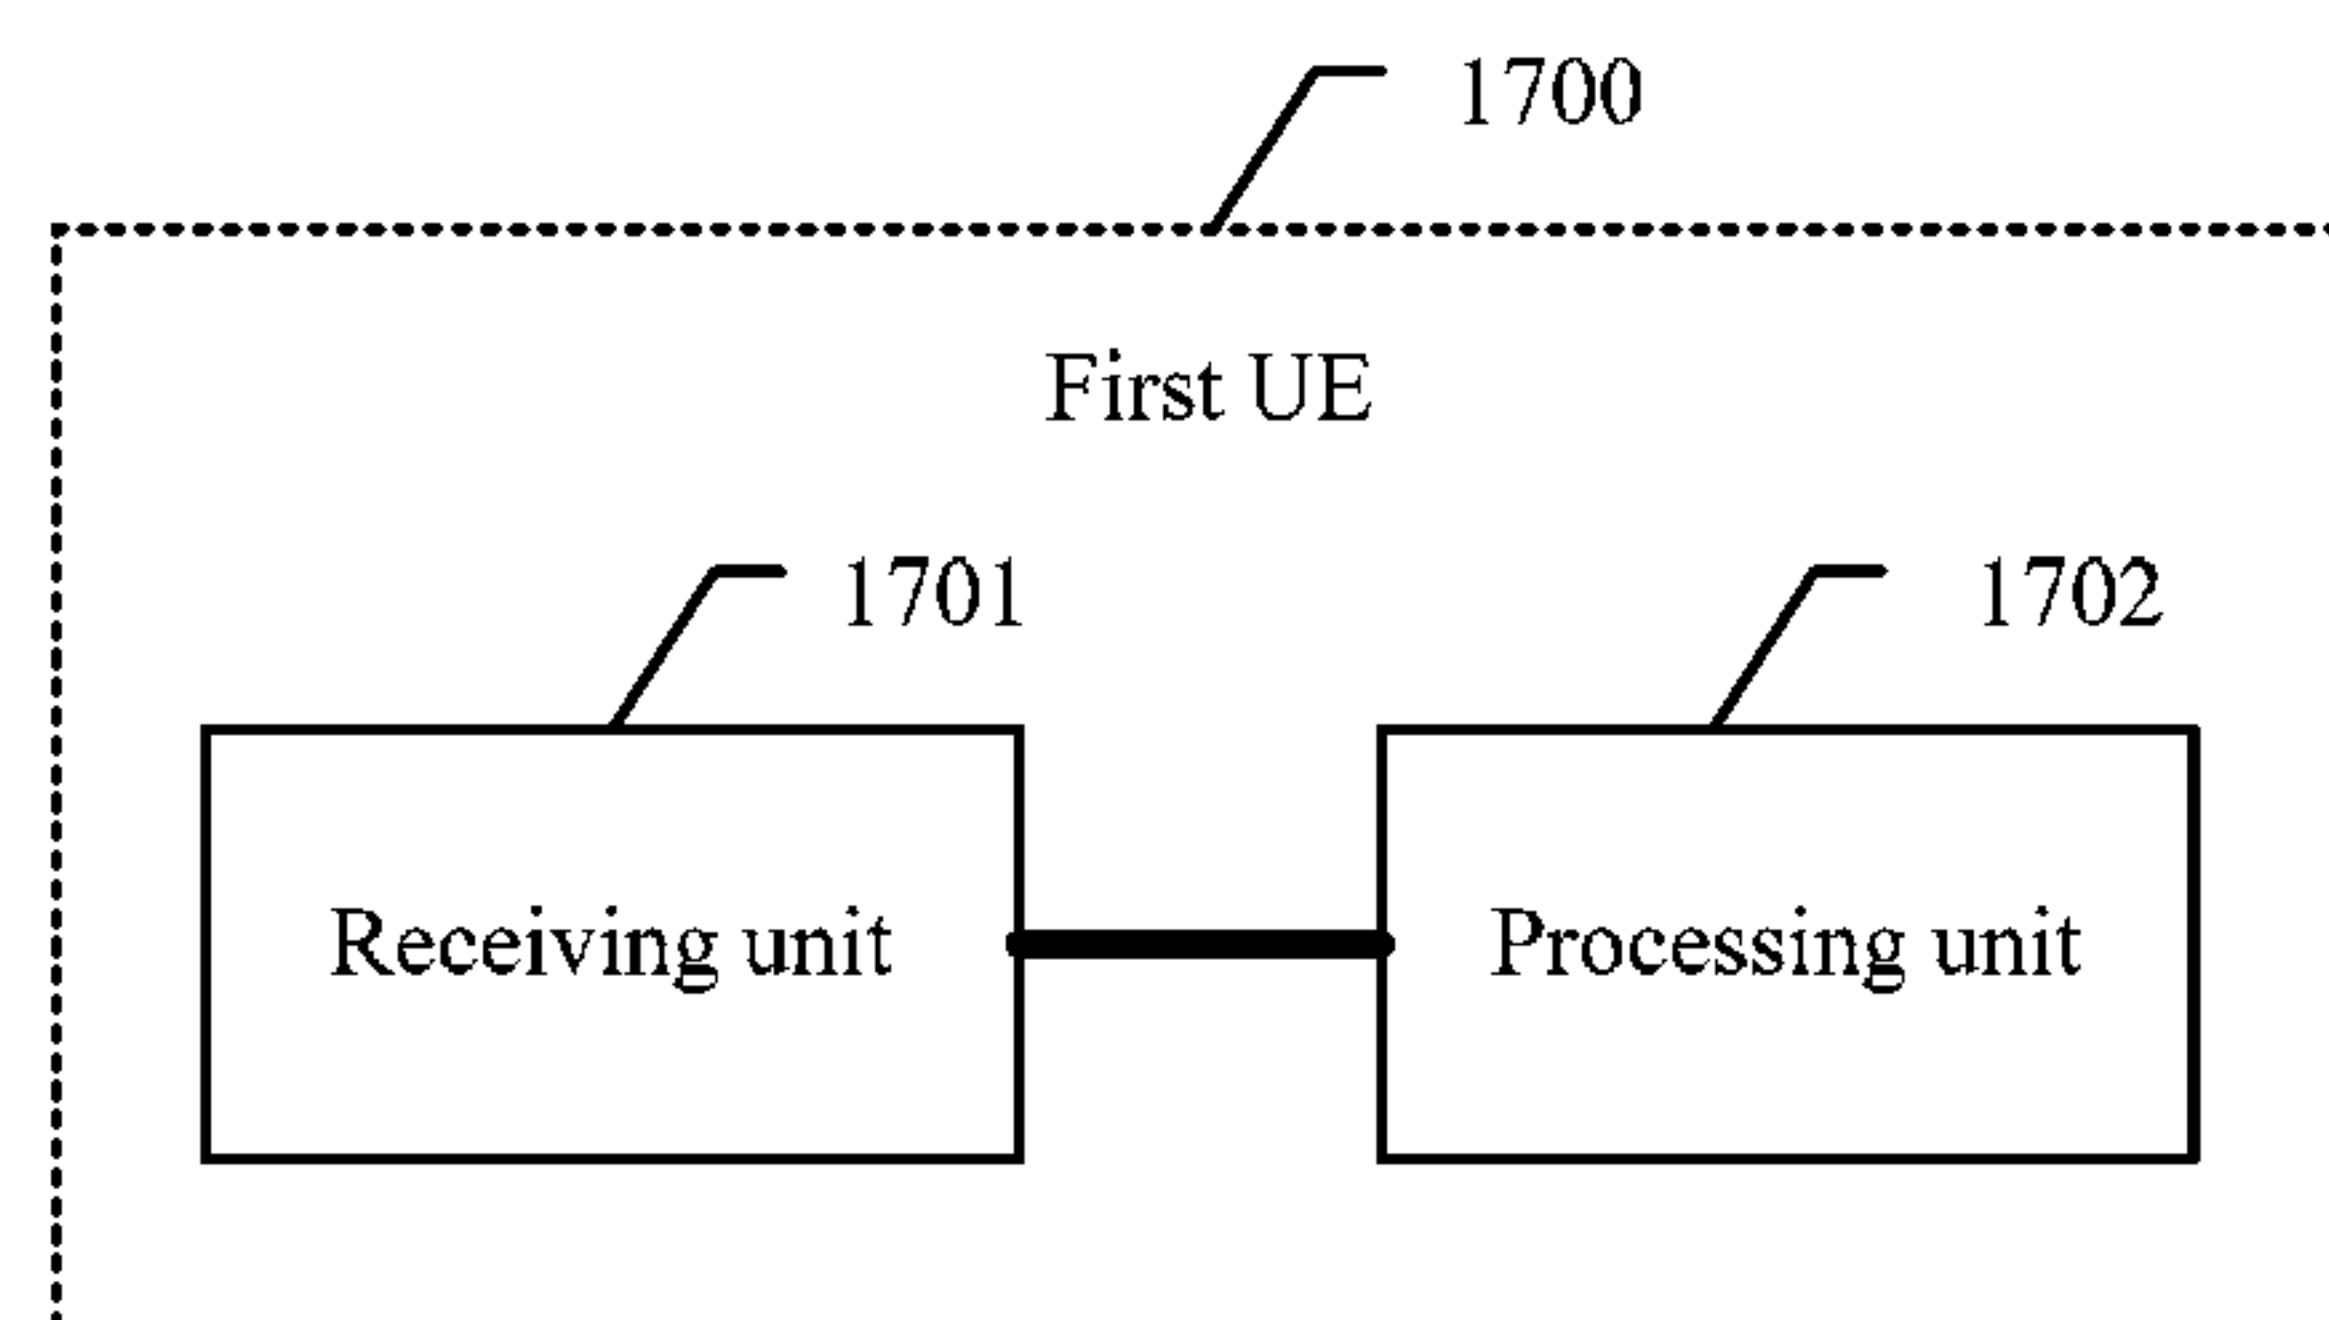 1700
First UE
1701
1702
Receiving unit
Processing unit